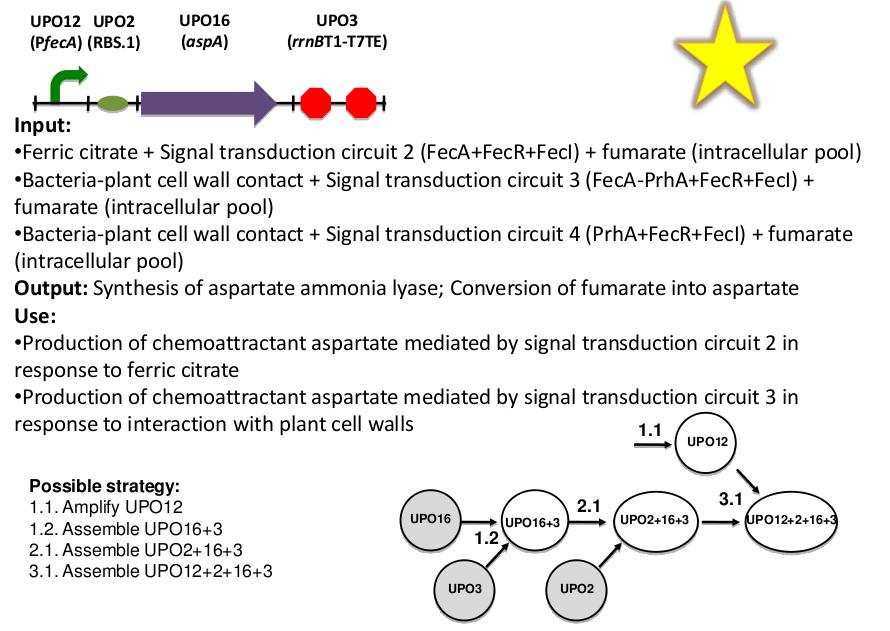 UPO12 UPO2 UPO16 UPO3
(PfecA) (RBS.1) (aspA) (rrnBT1-T7TE)
Input:
•Ferric citrate + Signal transduction circuit 2 (FecA+FecR+FecI) + fumarate (intracellular pool)
•Bacteria-plant cell wall contact + Signal transduction circuit 3 (FecA-PrhA+FecR+FecI) +
fumarate (intracellular pool)
•Bacteria-plant cell wall contact + Signal transduction circuit 4 (PrhA+FecR+FecI) + fumarate
(intracellular pool)
Output: Synthesis of aspartate ammonia lyase; Conversion of fumarate into aspartate
Use:
•Production of chemoattractant aspartate mediated by signal transduction circuit 2 in
response to ferric citrate
•Production of chemoattractant aspartate mediated by signal transduction circuit 3 in
response to interaction with plant cell walls
Possible strategy:
1.1. Amplify UPO12
1.2. Assemble UPO16+3
2.1. Assemble UPO2+16+3
3.1. Assemble UPO12+2+16+3
1.1
UPO12
UPO16
1.2
UPO16+3
2.1
UPO2+16+3
3.1
UPO12+2+16+3
UPO3
UPO2